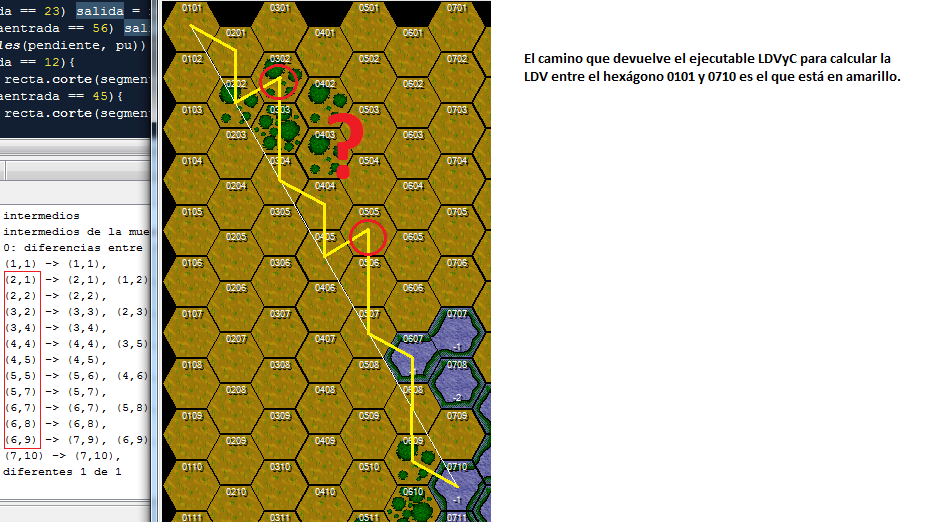 da == 23) salida =
aentrada == 56) sal
les(pendiente, pu))
da == 12){
recta.corte(segmen
aentrada == 45){
recta.corte(segmen
intermedios
intermedios de la mue
0: diferencias entre
(1,1) -> (1,1),
(2,1) -> (2,1), (1,2)
(2,2) -> (2,2),
(3,2) -> (3,3), (2,3)
(3,4) -> (3,4),
(4,4) -> (4,4), (3,5)
(4,5) -> (4,5),
(5,5) -> (5,6), (4,6)
(5,7) -> (5,7),
(6,7) -> (6,7), (5,8)
(6,8) -> (6,8),
(6,9) -> (7,9), (6,9)
(7,10) -> (7,10),
diferentes 1 de 1
0101 0301 0501 0701
0201 0401 0601
0102 0302 0502 0702
0202 0402 0602
0103 0303 0503 0703
0203 0403 0603
?
0104 0304 0504 0704
0204 0404 0604
0105 0305 0505 0705
0205 0405 0605
0106 0306 0506 0706
0206 0406 0606
0107 0307 0507 0707
0207 0407 0607 -1
0108 0308 0508 0708
0208 0408 0608 -2
0109 0309 0509 0709
0209 0409 0609
0110 0310 0510 0710
0210 0410 0610 -1
0311 0511 0711
El camino que devuelve el ejecutable LDVyC para calcular la
LDV entre el hexágono 0101 y 0710 es el que está en amarillo.